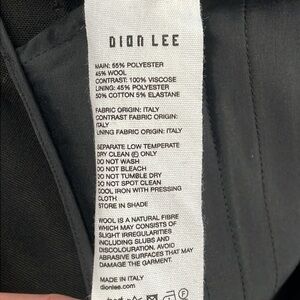 DION LEE
MAIN: 55% POLYESTER
45% WOOL
CONTRAST: 100% VISCOSE
LINING: 45% POLYESTER
50% COTTON 5% ELASTANE
FABRIC ORIGIN: ITALY
CONTRAST FABRIC ORIGIN:
ITALY
LINING FABRIC ORIGIN: ITALY
SEPARATE LOW TEMPERATE
DRY CLEAN (F) ONLY
DO NOT WASH
DO NOT BLEACH
DO NOT TUMBLE DRY
DO NOT SPOT CLEAN
COOL IRON WITH PRESSING
CLOTH
STORE IN SHADE
WOOL IS A NATURAL FIBRE
WHICH MAY CONSISTS OF
SLIGHT IRREGULARITIES
INCLUDING SLUBS AND
DISCOLOURATION. AVOID
ABRASIVE SURFACES THAT MAY
DAMAGE THE GARMENT.
MADE IN ITALY
dionlee.com